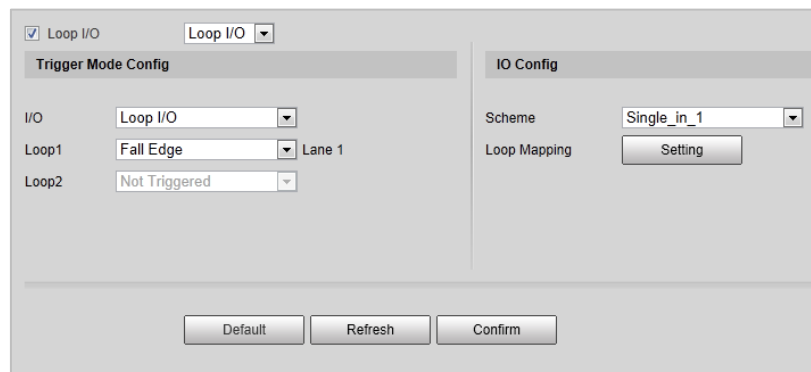 Loop I/O Loop I/O
Trigger Mode Config
I/O Loop I/O
Loop1 Fall Edge Lane 1
Loop2 Not Triggered
IO Config
Scheme Single_in_1
Loop Mapping Setting
Default Refresh Confirm